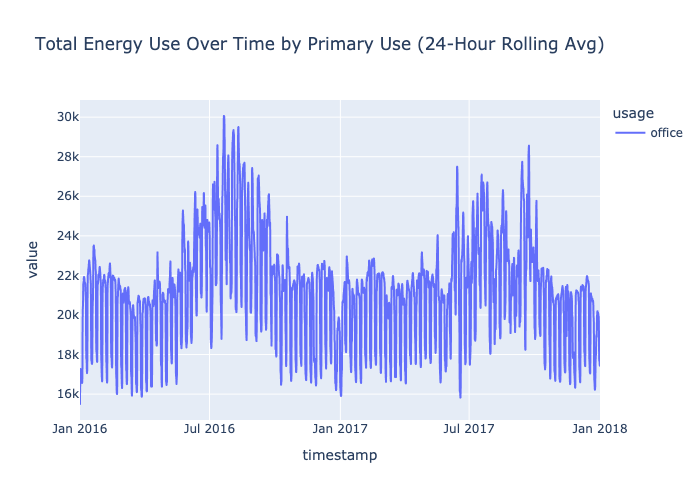 Total Energy Use Over Time by Primary Use (24-Hour Rolling Avg)
usage
office
30k
28k
26k
24k
22k
20k
18k
16k
value
Jan 2016
Jul 2016
Jan 2017
Jul 2017
Jan 2018
timestamp